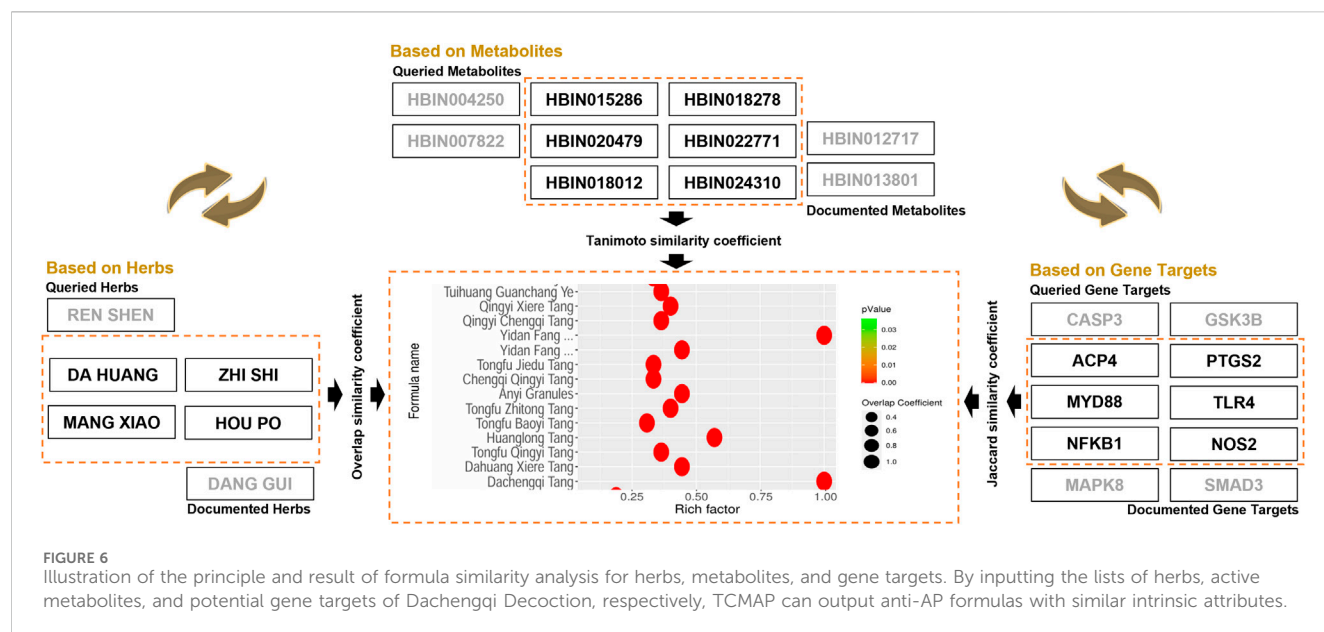 Based on Metabolites
Queried Metabolites
HBIN004250
HBIN015286
HBIN018278
HBIN007822
HBIN020479
HBIN022771
HBIN012717
HBIN018012
HBIN024310
HBIN013801
Documented Metabolites
Tanimoto similarity coefficient
Based on Herbs
Queried Herbs
REN SHEN
DA HUANG
ZHI SHI
MANG XIAO
HOU PO
DANG GUI
Documented Herbs
Overlap similarity coefficient
Formula name
Tuihuang Guanchang Ye
Qingyi Xiere Tang
Qingyi Chengqi Tang
Yidan Fang ...
Yidan Fang ...
Tongfu Jiedu Tang
Chengqi Qingyi Tang
Anyi Granules
Tongfu Zhitong Tang
Tongfu Baoyi Tang
Huanglong Tang
Tongfu Qingyi Tang
Dahuang Xiere Tang
Dachengqi Tang
0.25 0.50 0.75 1.00
Rich factor
pValue
0.03
0.02
0.01
0.00
Overlap Coefficient
0.4
0.6
0.8
1.0
Jaccard similarity coefficient
Based on Gene Targets
Queried Gene Targets
CASP3
GSK3B
ACP4
PTGS2
MYD88
TLR4
NFKB1
NOS2
MAPK8
SMAD3
Documented Gene Targets
FIGURE 6
Illustration of the principle and result of formula similarity analysis for herbs, metabolites, and gene targets. By inputting the lists of herbs, active
metabolites, and potential gene targets of Dachengqi Decoction, respectively, TCMAP can output anti-AP formulas with similar intrinsic attributes.